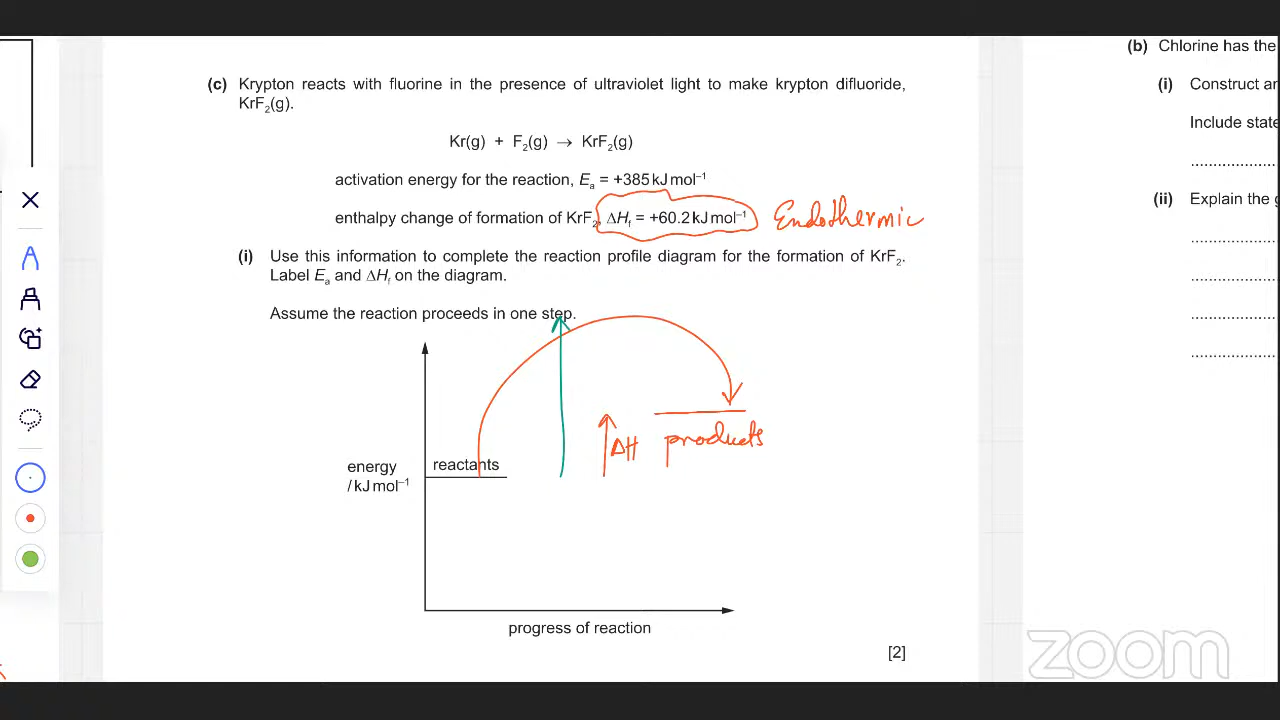 (c) Krypton reacts with fluorine in the presence of ultraviolet light to make krypton difluoride,
KrF₂(g).
Kr(g) + F₂(g) → KrF₂(g)
activation energy for the reaction, Eₐ = +385 kJ mol⁻¹
enthalpy change of formation of KrF₂, ΔH_f = +60.2 kJ mol⁻¹ Endothermic
(i) Use this information to complete the reaction profile diagram for the formation of KrF₂.
Label Eₐ and ΔH_f on the diagram.
Assume the reaction proceeds in one step.
ΔH products
reactants
energy
/ kJ mol⁻¹
progress of reaction
[2]
(b) Chlorine has the
(i) Construct
Include state
(ii) Explain the
zoom